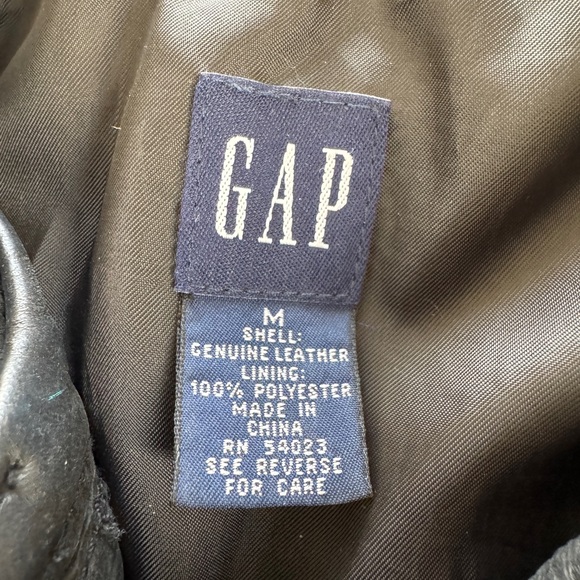 GAP
M
SHELL:
GENUINE LEATHER
LINING:
100% POLYESTER
MADE IN
CHINA
RN 54023
SEE REVERSE
FOR CARE